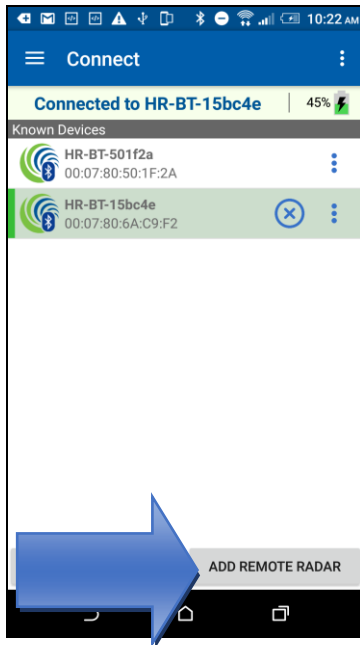 10:22 AM
Connect
Connected to HR-BT-15bc4e 45%
Known Devices
HR-BT-501f2a
00:07:80:50:1F:2A
HR-BT-15bc4e
00:07:80:6A:C9:F2
ADD REMOTE RADAR